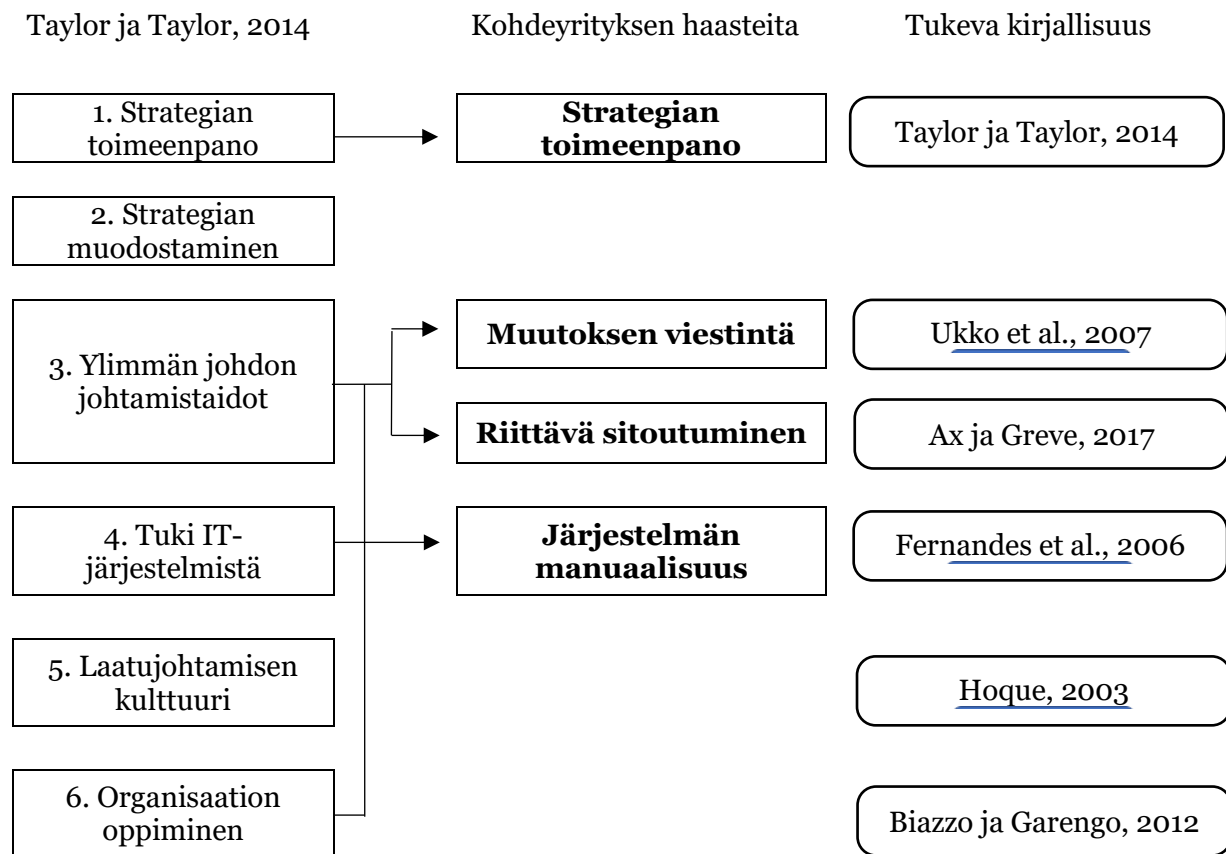 Taylor ja Taylor, 2014
Kohdeyrityksen haasteita
Tukeva kirjallisuus
1. Strategian
toimeenpano
Strategian
toimeenpano
Taylor ja Taylor, 2014
2. Strategian
muodostaminen
3. Ylimmän johdon
johtamistaidot
Muutoksen viestintä
Ukko et al., 2007
Riittävä sitoutuminen
Ax ja Greve, 2017
4. Tuki IT-
järjestelmistä
Järjestelmän
manuaalisuus
Fernandes et al., 2006
5. Laatujohtamisen
kulttuuri
Hoque, 2003
6. Organisaation
oppiminen
Biazzo ja Garengo, 2012